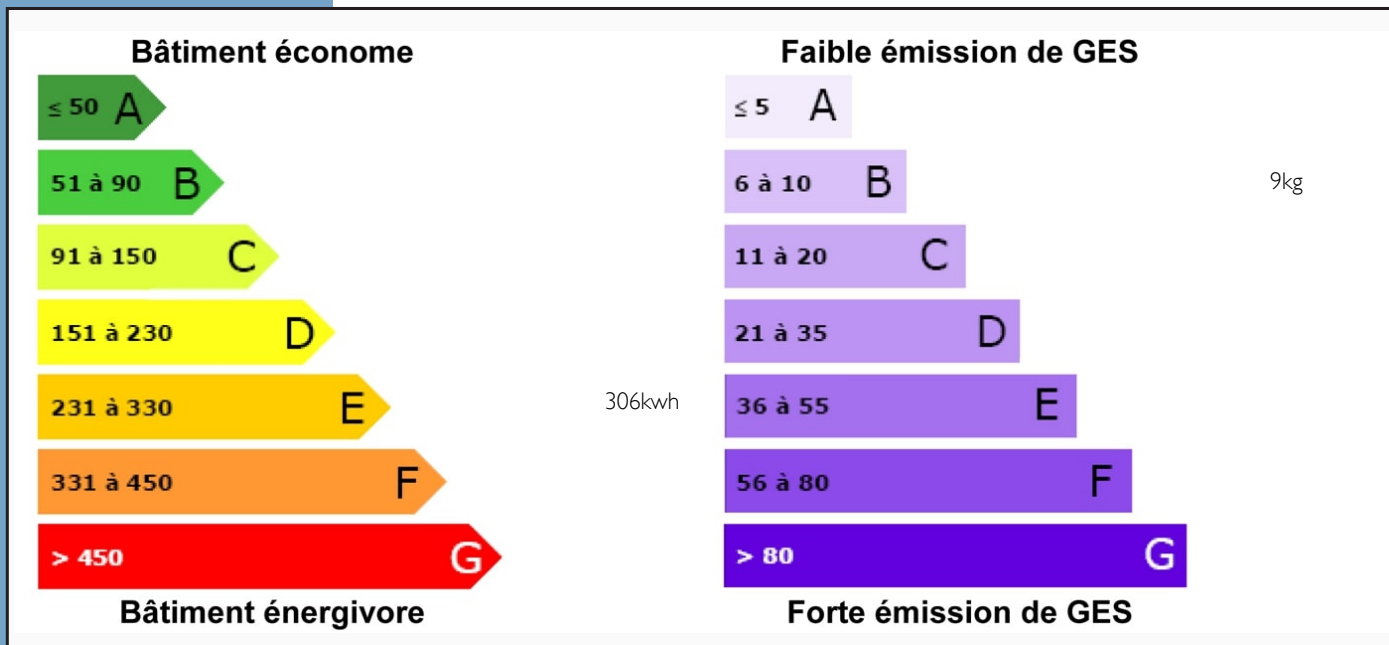 Bâtiment économe
≤ 50 A
51 à 90 B
91 à 150 C
151 à 230 D
231 à 330 E
306kwh
331 à 450 F
> 450 G
Bâtiment énergivore
Faible émission de GES
≤ 5 A
6 à 10 B
9kg
11 à 20 C
21 à 35 D
36 à 55 E
56 à 80 F
> 80 G
Forte émission de GES